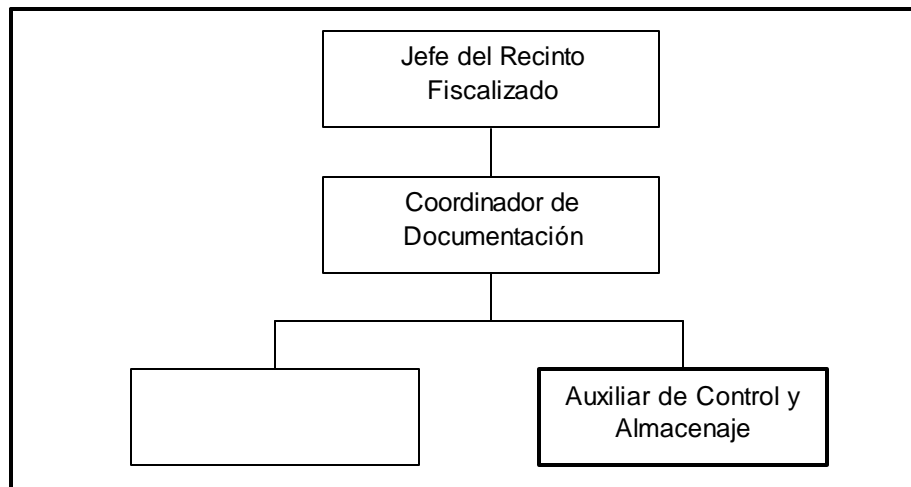 Jefe del Recinto
Fiscalizado
Coordinador de
Documentación
Auxiliar de Control y
Almacenaje